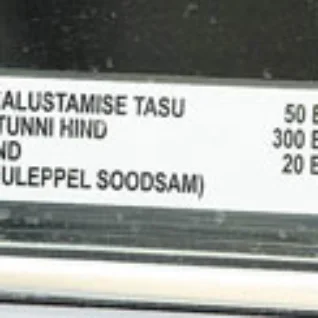 ALUSTAMISE TASU 50 E
TUNNI HIND 300 E
ND 20 E
ULEPPEL SOODSAM)